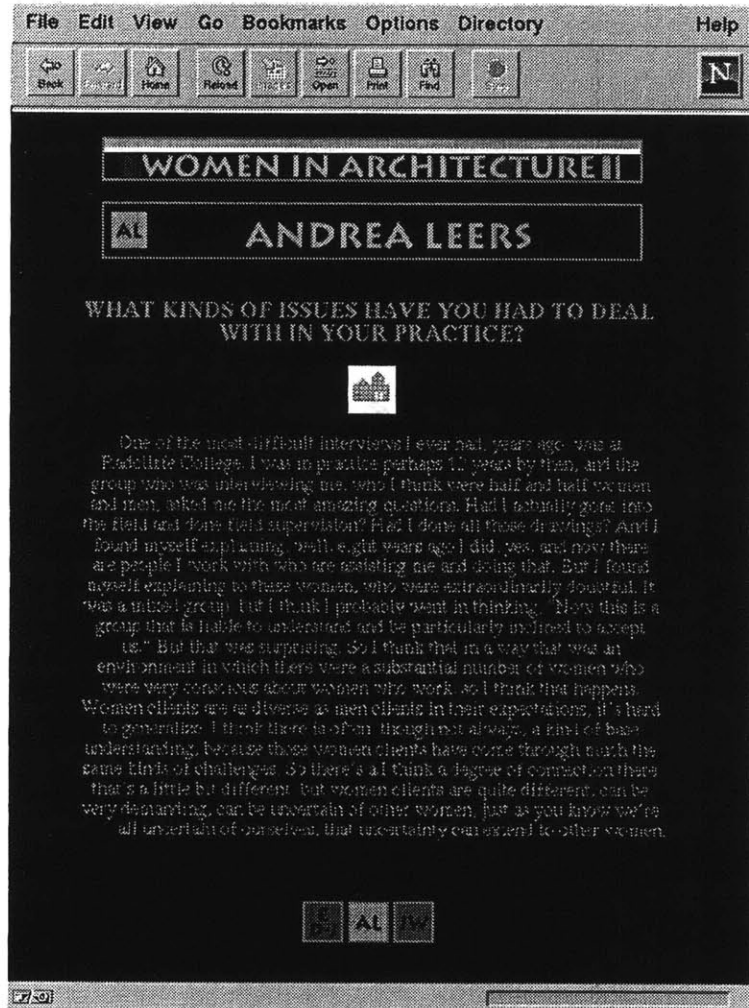 File Edit View Go Bookmarks Options Directory Help
Back Forward Home Reload Images Open Print Find Stop
N
WOMEN IN ARCHITECTURE II
AL ANDREA LEERS
WHAT KINDS OF ISSUES HAVE YOU HAD TO DEAL
WITH IN YOUR PRACTICE?
One of the most difficult interviews I ever had, years ago, was at
Radcliffe College. I was in practice perhaps 12 years by then, and the
group who was interviewing me, who I think were half and half women
and men, asked me the most amazing questions. Had I actually gone into
the field and done field supervision? Had I done all those drawings? And I
found myself explaining, well, eight years ago I did, yes, and now there
are people I work with who are assisting me and doing that. But I found
myself explaining to these women, who were extraordinarily doubtful. It
was a mixed group, but I think I probably went in thinking, "Now this is a
group that is liable to understand and be particularly inclined to accept
us." But that was surprising. So I think that in a way that was an
environment in which there were a substantial number of women who
were very conscious about women who work, so I think that happens.
Women clients are as diverse as men clients in their expectations, it's hard
to generalize. I think there is often, though not always, a kind of base
understanding, because those women clients have come through much the
same kinds of challenges. So there's a I think a degree of connection there
that's a little bit different, but women clients are quite different, can be
very demanding, can be uncertain of other women, just as you know we're
all uncertain of ourselves, that uncertainty can extend to other women.
AL IW